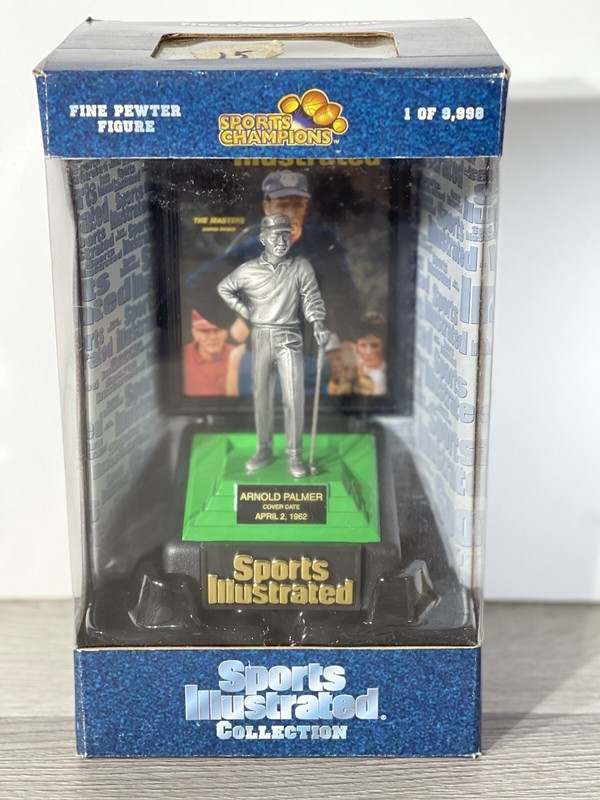 FINE PEWTER
FIGURE
SPORTS
CHAMPIONS™
1 OF 9,998
Illustrated
THE MASTERS
ARNOLD PALMER
COVER DATE
APRIL 2, 1962
Sports
Illustrated
Sports
Illustrated®
COLLECTION